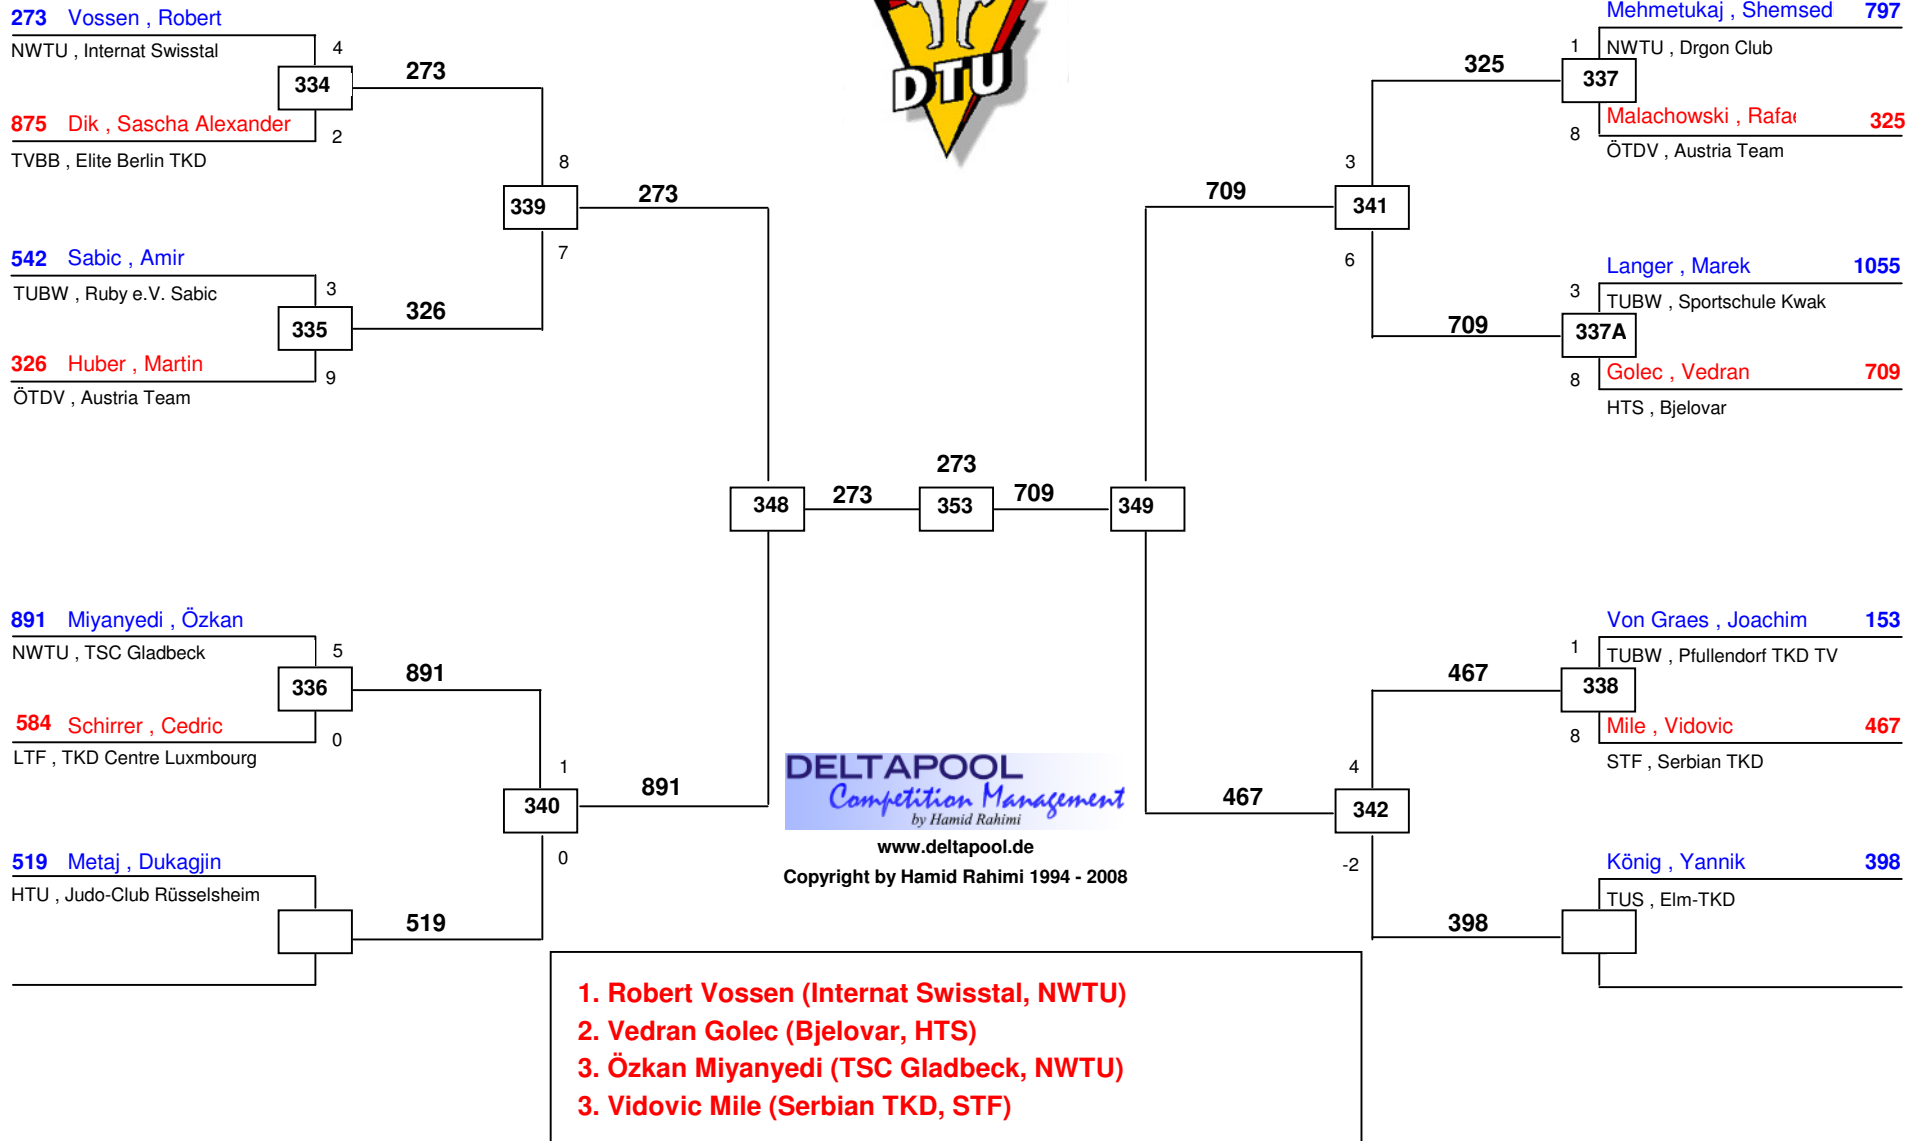 273 Vossen , Robert
NWTU , Internat Swisstal
4
334
273
875 Dik , Sascha Alexander
2
TVBB , Elite Berlin TKD
8
339
273
7
542 Sabic , Amir
TUBW , Ruby e.V. Sabic
3
335
326
326 Huber , Martin
9
ÖTDV , Austria Team
DTU
Mehmetukaj , Shemsed 797
1
NWTU , Drgon Club
325
337
Malachowski , Rafae 325
8
ÖTDV , Austria Team
3
709
341
6
Langer , Marek 1055
3
TUBW , Sportschule Kwak
709
337A
Golec , Vedran 709
8
HTS , Bjelovar
273
348
273
353
709
349
891 Miyanyedi , Özkan
NWTU , TSC Gladbeck
5
336
891
584 Schirrer , Cedric
0
LTF , TKD Centre Luxmbourg
1
340
891
0
519 Metaj , Dukagjin
HTU , Judo-Club Rüsselsheim
519
Von Graes , Joachim 153
1
TUBW , Pfullendorf TKD TV
467
338
Mile , Vidovic 467
8
STF , Serbian TKD
4
467
342
-2
König , Yannik 398
TUS , Elm-TKD
398
DELTAPOOL
Competition Management
by Hamid Rahimi
www.deltapool.de
Copyright by Hamid Rahimi 1994 - 2008
1. Robert Vossen (Internat Swisstal, NWTU)
2. Vedran Golec (Bjelovar, HTS)
3. Özkan Miyanyedi (TSC Gladbeck, NWTU)
3. Vidovic Mile (Serbian TKD, STF)